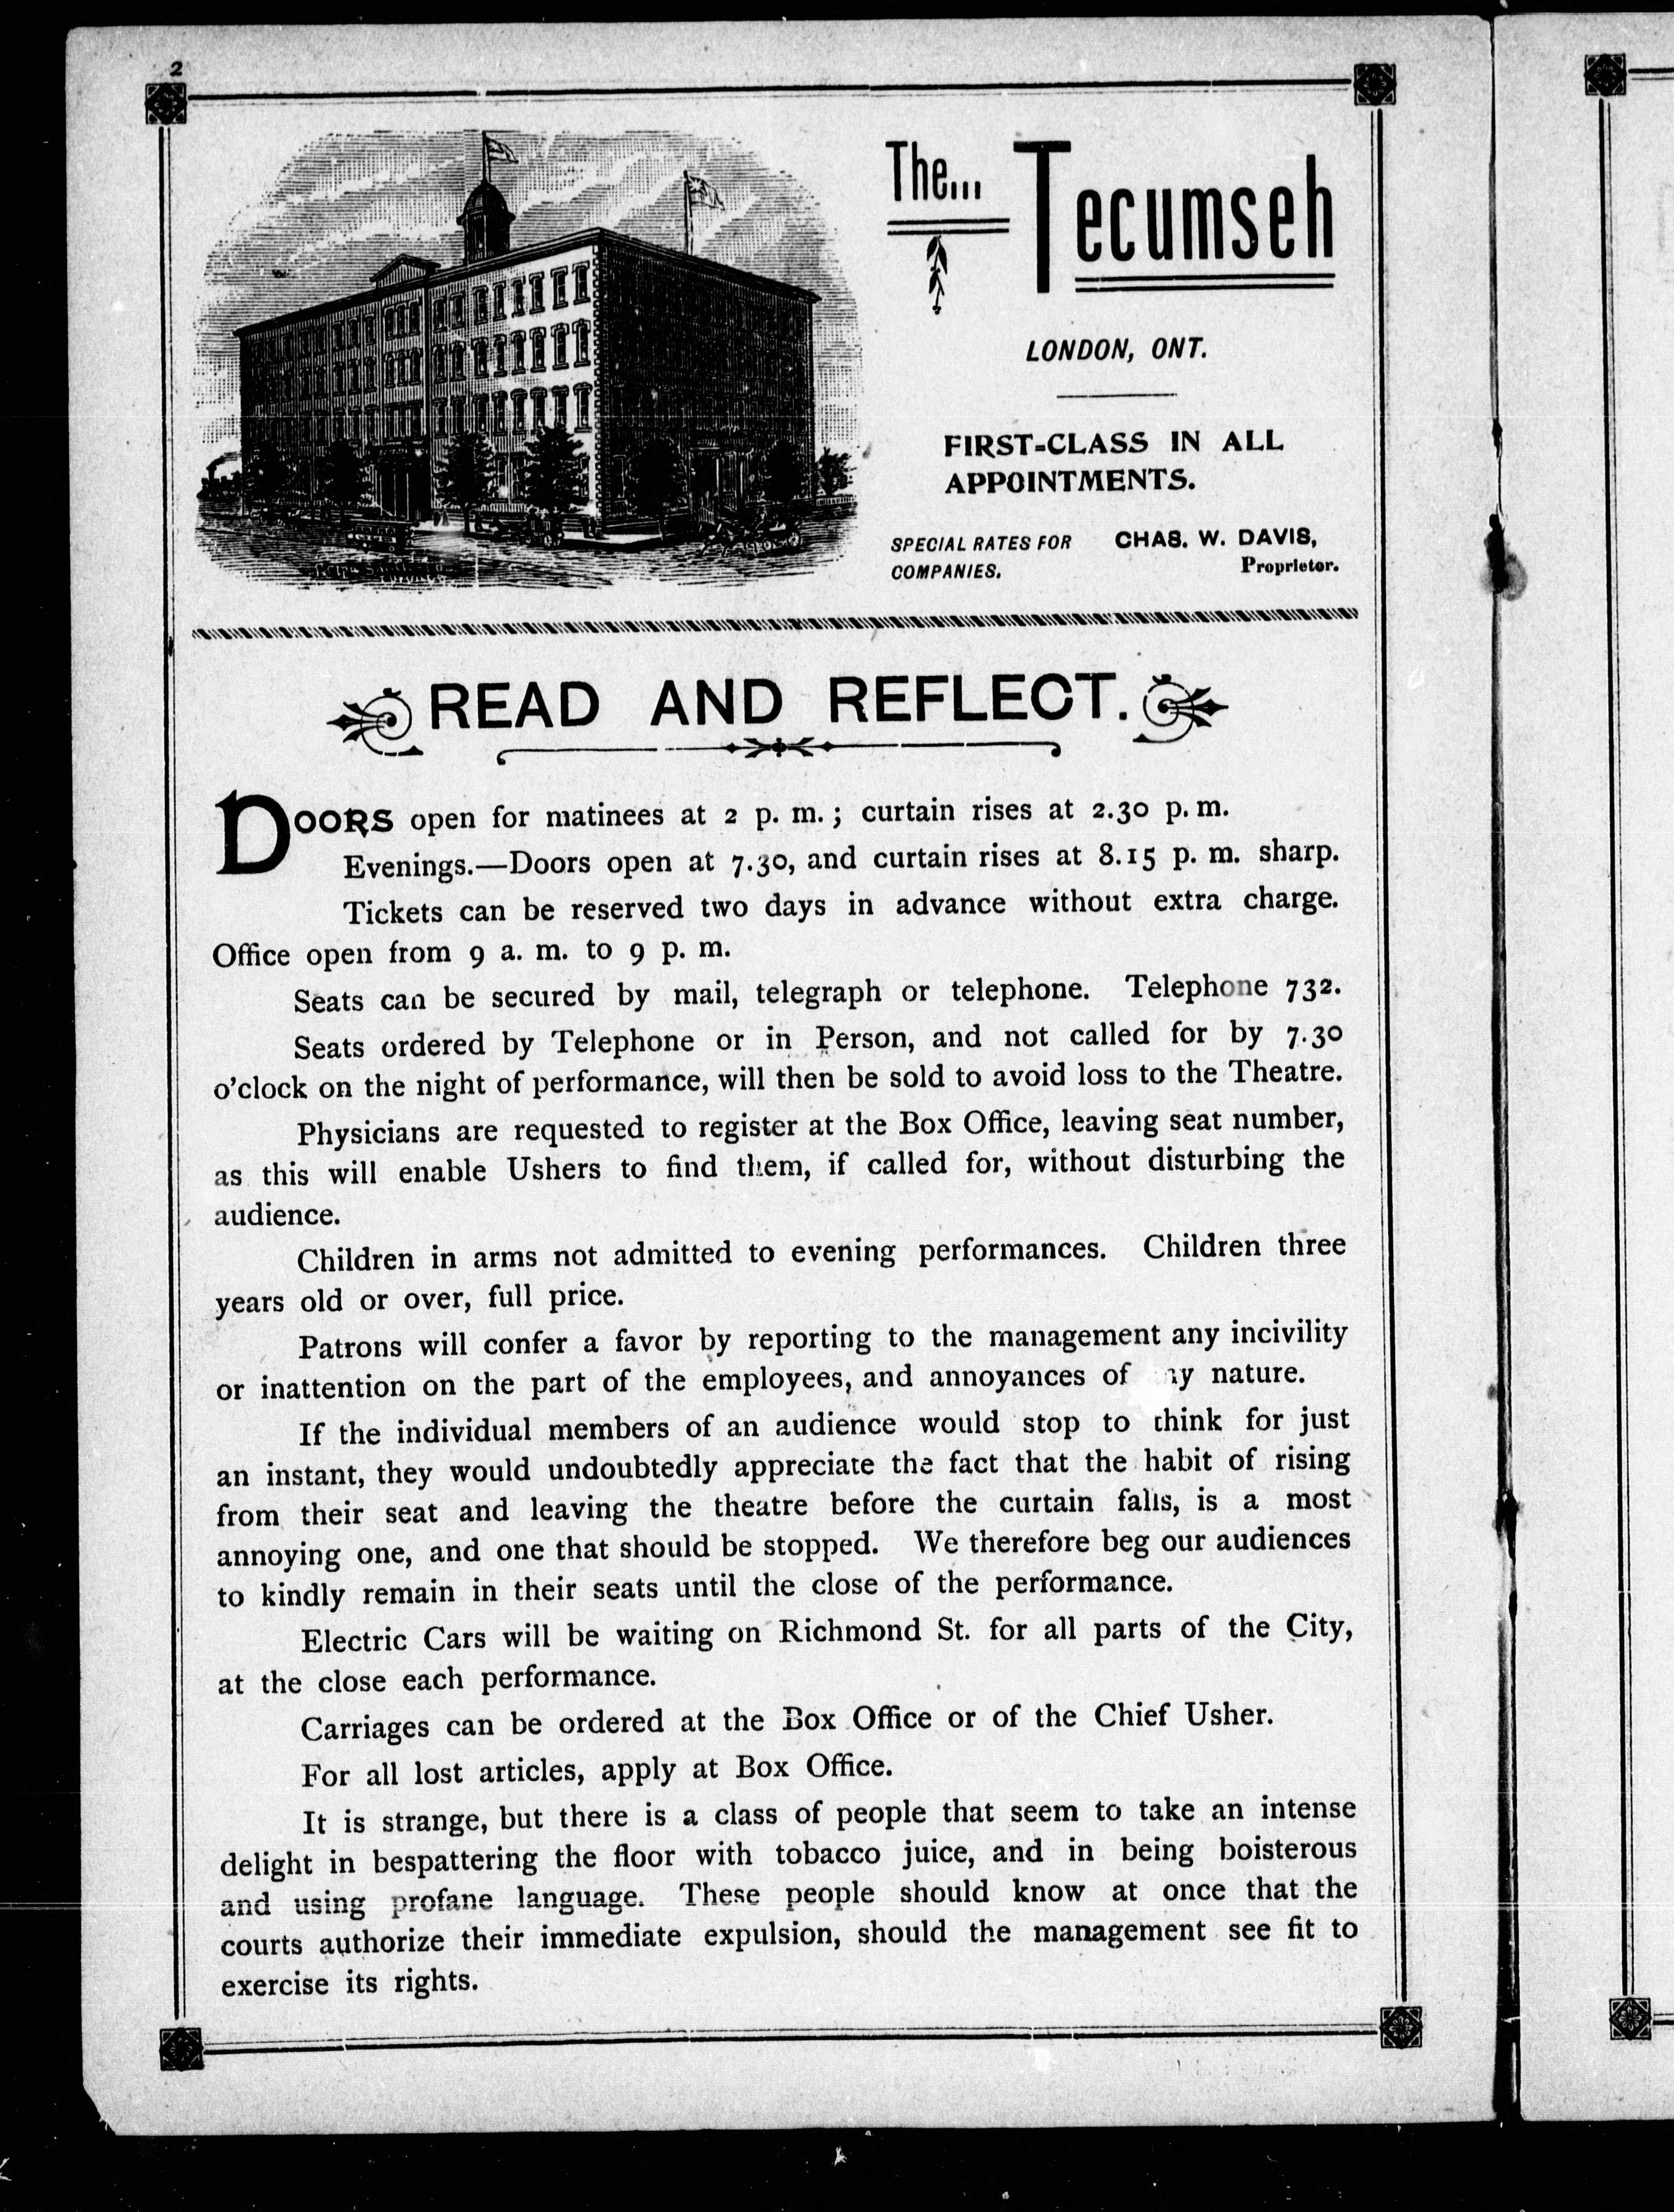 2
The... Tecumseh
LONDON, ONT.
FIRST-CLASS IN ALL
APPOINTMENTS.
SPECIAL RATES FOR
COMPANIES.
CHAS. W. DAVIS,
Proprietor.
READ AND REFLECT.
DOORS open for matinees at 2 p. m.; curtain rises at 2.30 p. m.
Evenings.—Doors open at 7.30, and curtain rises at 8.15 p. m. sharp.
Tickets can be reserved two days in advance without extra charge.
Office open from 9 a. m. to 9 p. m.
Seats can be secured by mail, telegraph or telephone. Telephone 732.
Seats ordered by Telephone or in Person, and not called for by 7.30
o'clock on the night of performance, will then be sold to avoid loss to the Theatre.
Physicians are requested to register at the Box Office, leaving seat number,
as this will enable Ushers to find them, if called for, without disturbing the
audience.
Children in arms not admitted to evening performances. Children three
years old or over, full price.
Patrons will confer a favor by reporting to the management any incivility
or inattention on the part of the employees, and annoyances of any nature.
If the individual members of an audience would stop to think for just
an instant, they would undoubtedly appreciate the fact that the habit of rising
from their seat and leaving the theatre before the curtain falls, is a most
annoying one, and one that should be stopped. We therefore beg our audiences
to kindly remain in their seats until the close of the performance.
Electric Cars will be waiting on Richmond St. for all parts of the City,
at the close each performance.
Carriages can be ordered at the Box Office or of the Chief Usher.
For all lost articles, apply at Box Office.
It is strange, but there is a class of people that seem to take an intense
delight in bespattering the floor with tobacco juice, and in being boisterous
and using profane language. These people should know at once that the
courts authorize their immediate expulsion, should the management see fit to
exercise its rights.